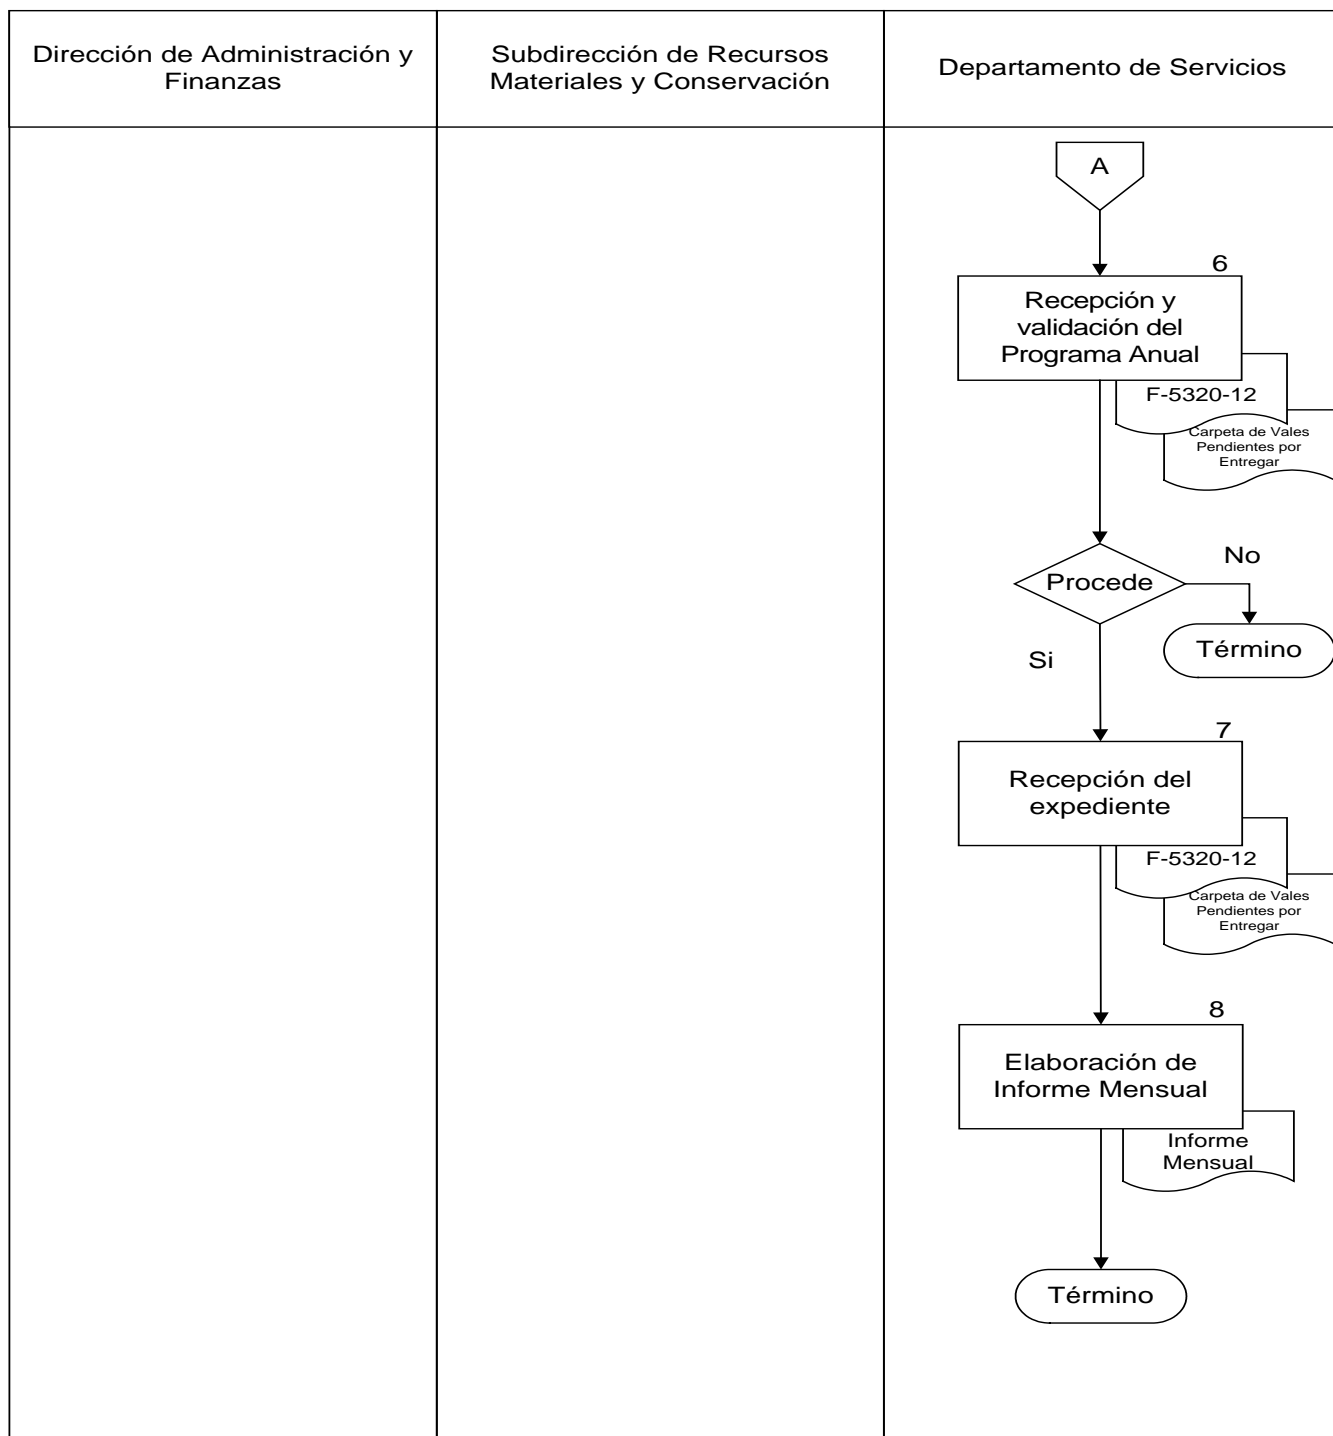 Dirección de Administración y
Finanzas
Subdirección de Recursos
Materiales y Conservación
Departamento de Servicios
A
6
Recepción y
validación del
Programa Anual
F-5320-12
Carpeta de Vales
Pendientes por
Entregar
Procede
No
Término
Si
7
Recepción del
expediente
F-5320-12
Carpeta de Vales
Pendientes por
Entregar
8
Elaboración de
Informe Mensual
Informe
Mensual
Término